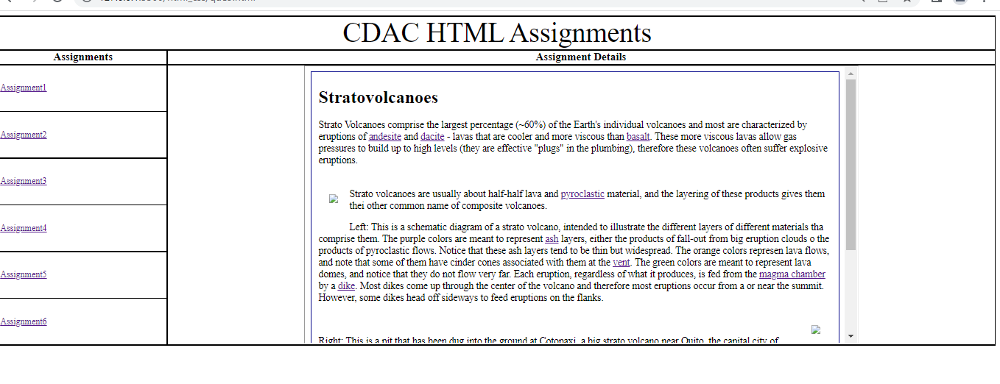 CDAC HTML Assignments
Assignments
Assignment Details
Assignment1
Assignment2
Assignment3
Assignment4
Assignment5
Assignment6
Stratovolcanoes
Strato Volcanoes comprise the largest percentage (~60%) of the Earth's individual volcanoes and most are characterized by
eruptions of andesite and dacite - lavas that are cooler and more viscous than basalt. These more viscous lavas allow gas
pressures to build up to high levels (they are effective "plugs" in the plumbing), therefore these volcanoes often suffer explosive
eruptions.
Strato volcanoes are usually about half-half lava and pyroclastic material, and the layering of these products gives them
thei other common name of composite volcanoes.
Left: This is a schematic diagram of a strato volcano, intended to illustrate the different layers of different materials tha
comprise them. The purple colors are meant to represent ash layers, either the products of fall-out from big eruption clouds o the
products of pyroclastic flows. Notice that these ash layers tend to be thin but widespread. The orange colors represen lava flows,
and note that some of them have cinder cones associated with them at the vent. The green colors are meant to represent lava
domes, and notice that they do not flow very far. Each eruption, regardless of what it produces, is fed from the magma chamber
by a dike. Most dikes come up through the center of the volcano and therefore most eruptions occur from a or near the summit.
However, some dikes head off sideways to feed eruptions on the flanks.
Right: This is a pit that has been dug into the ground at Cotopaxi, a big strato volcano near Quito, the capital city of